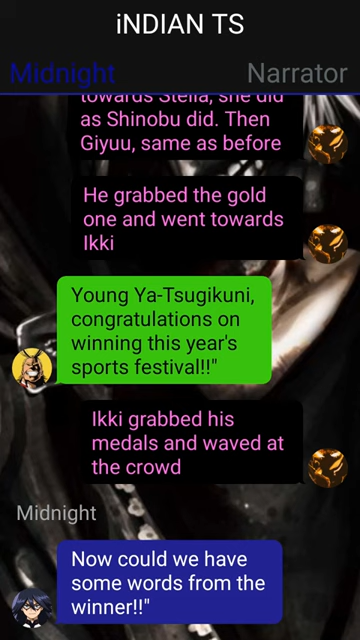 iNDIAN TS
Midnight
Narrator
towards Stella, she did
as Shinobu did. Then
Giyuu, same as before
He grabbed the gold
one and went towards
Ikki
Young Ya-Tsugikuni,
congratulations on
winning this year's
sports festival!!"
Ikki grabbed his
medals and waved at
the crowd
Midnight
Now could we have
some words from the
winner!!"